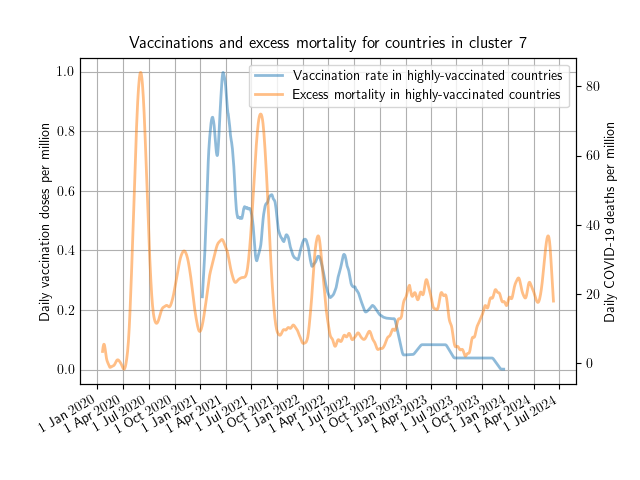 Vaccinations and excess mortality for countries in cluster 7
Vaccination rate in highly-vaccinated countries
Excess mortality in highly-vaccinated countries
Daily vaccination doses per million
1.0
0.8
0.6
0.4
0.2
0.0
Daily COVID-19 deaths per million
80
60
40
20
0
1 Jan 2020
1 Apr 2020
1 Jul 2020
1 Oct 2020
1 Jan 2021
1 Apr 2021
1 Jul 2021
1 Oct 2021
1 Jan 2022
1 Apr 2022
1 Jul 2022
1 Oct 2022
1 Jan 2023
1 Apr 2023
1 Jul 2023
1 Oct 2023
1 Jan 2024
1 Apr 2024
1 Jul 2024